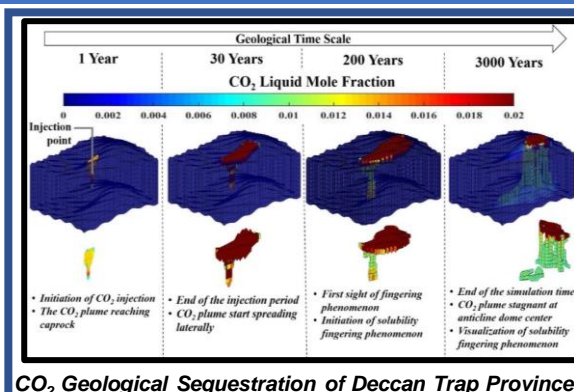 Geological Time Scale
1 Year 30 Years 200 Years 3000 Years
CO₂ Liquid Mole Fraction
0 0.002 0.004 0.006 0.008 0.01 0.012 0.014 0.016 0.018 0.02
Injection
point
• Initiation of CO₂ injection
• The CO₂ plume reaching
caprock
• End of the injection period
• CO₂ plume start spreading
laterally
• First sight of fingering
phenomenon
• Initiation of solubility
fingering phenomenon
• End of the simulation time
• CO₂ plume stagnant at
anticline dome center
• Visualization of solubility
fingering phenomenon
CO₂ Geological Sequestration of Deccan Trap Province